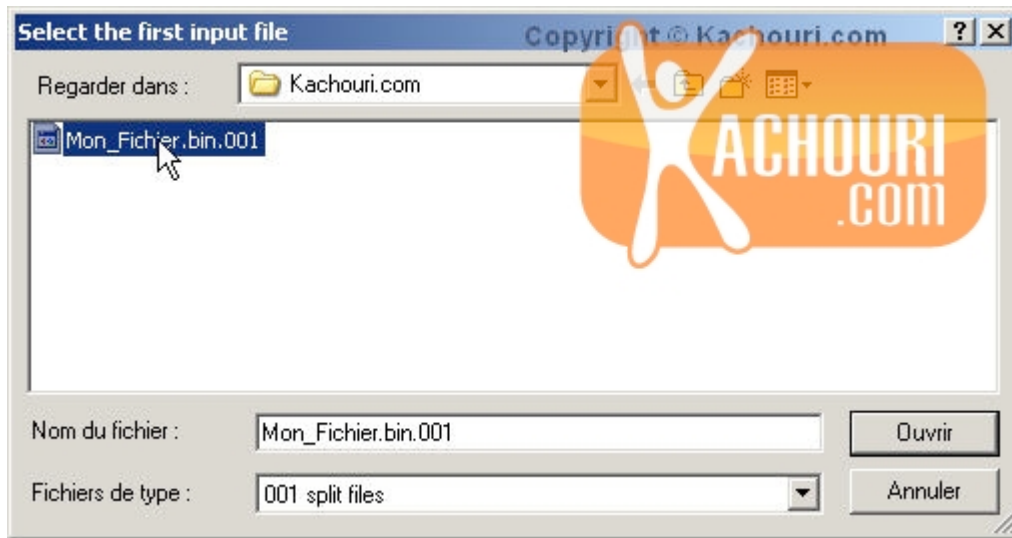 Select the first input file
Copyright © Kachouri.com
Regarder dans :
Kachouri.com
KACHOURI
.COM
Mon_Fichier.bin.001
Nom du fichier :
Mon_Fichier.bin.001
Ouvrir
Fichiers de type :
001 split files
Annuler